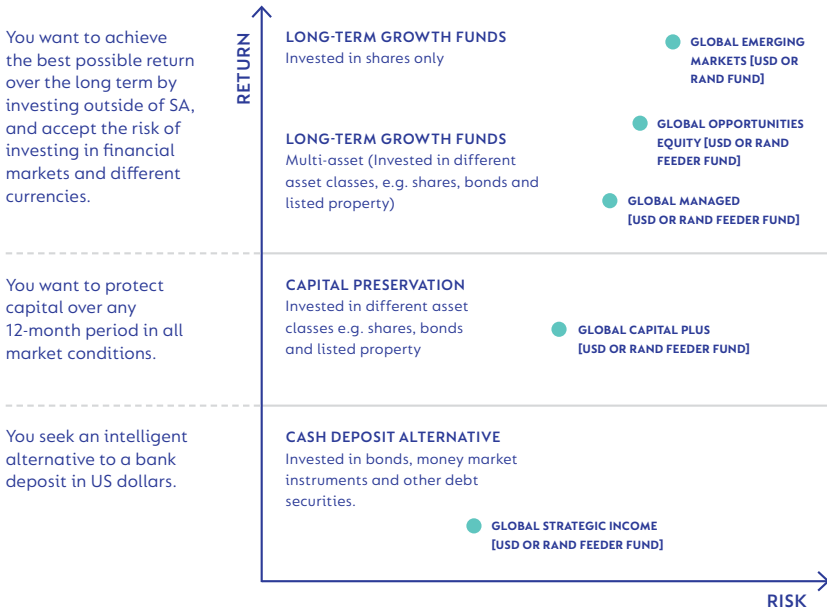 You want to achieve
the best possible return
over the long term by
investing outside of SA,
and accept the risk of
investing in financial
markets and different
currencies.
RETURN
LONG-TERM GROWTH FUNDS
Invested in shares only
GLOBAL EMERGING
MARKETS [USD OR
RAND FUND]
LONG-TERM GROWTH FUNDS
Multi-asset (Invested in different
asset classes, e.g. shares, bonds and
listed property)
GLOBAL OPPORTUNITIES
EQUITY [USD OR RAND
FEEDER FUND]
GLOBAL MANAGED
[USD OR RAND FEEDER FUND]
You want to protect
capital over any
12-month period in all
market conditions.
CAPITAL PRESERVATION
Invested in different asset
classes e.g. shares, bonds
and listed property
GLOBAL CAPITAL PLUS
[USD OR RAND FEEDER FUND]
You seek an intelligent
alternative to a bank
deposit in US dollars.
CASH DEPOSIT ALTERNATIVE
Invested in bonds, money market
instruments and other debt
securities.
GLOBAL STRATEGIC INCOME
[USD OR RAND FEEDER FUND]
RISK